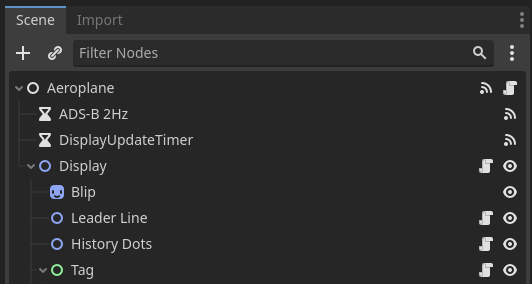 Scene Import
Filter Nodes
Aeroplane
ADS-B 2Hz
DisplayUpdateTimer
Display
Blip
Leader Line
History Dots
Tag